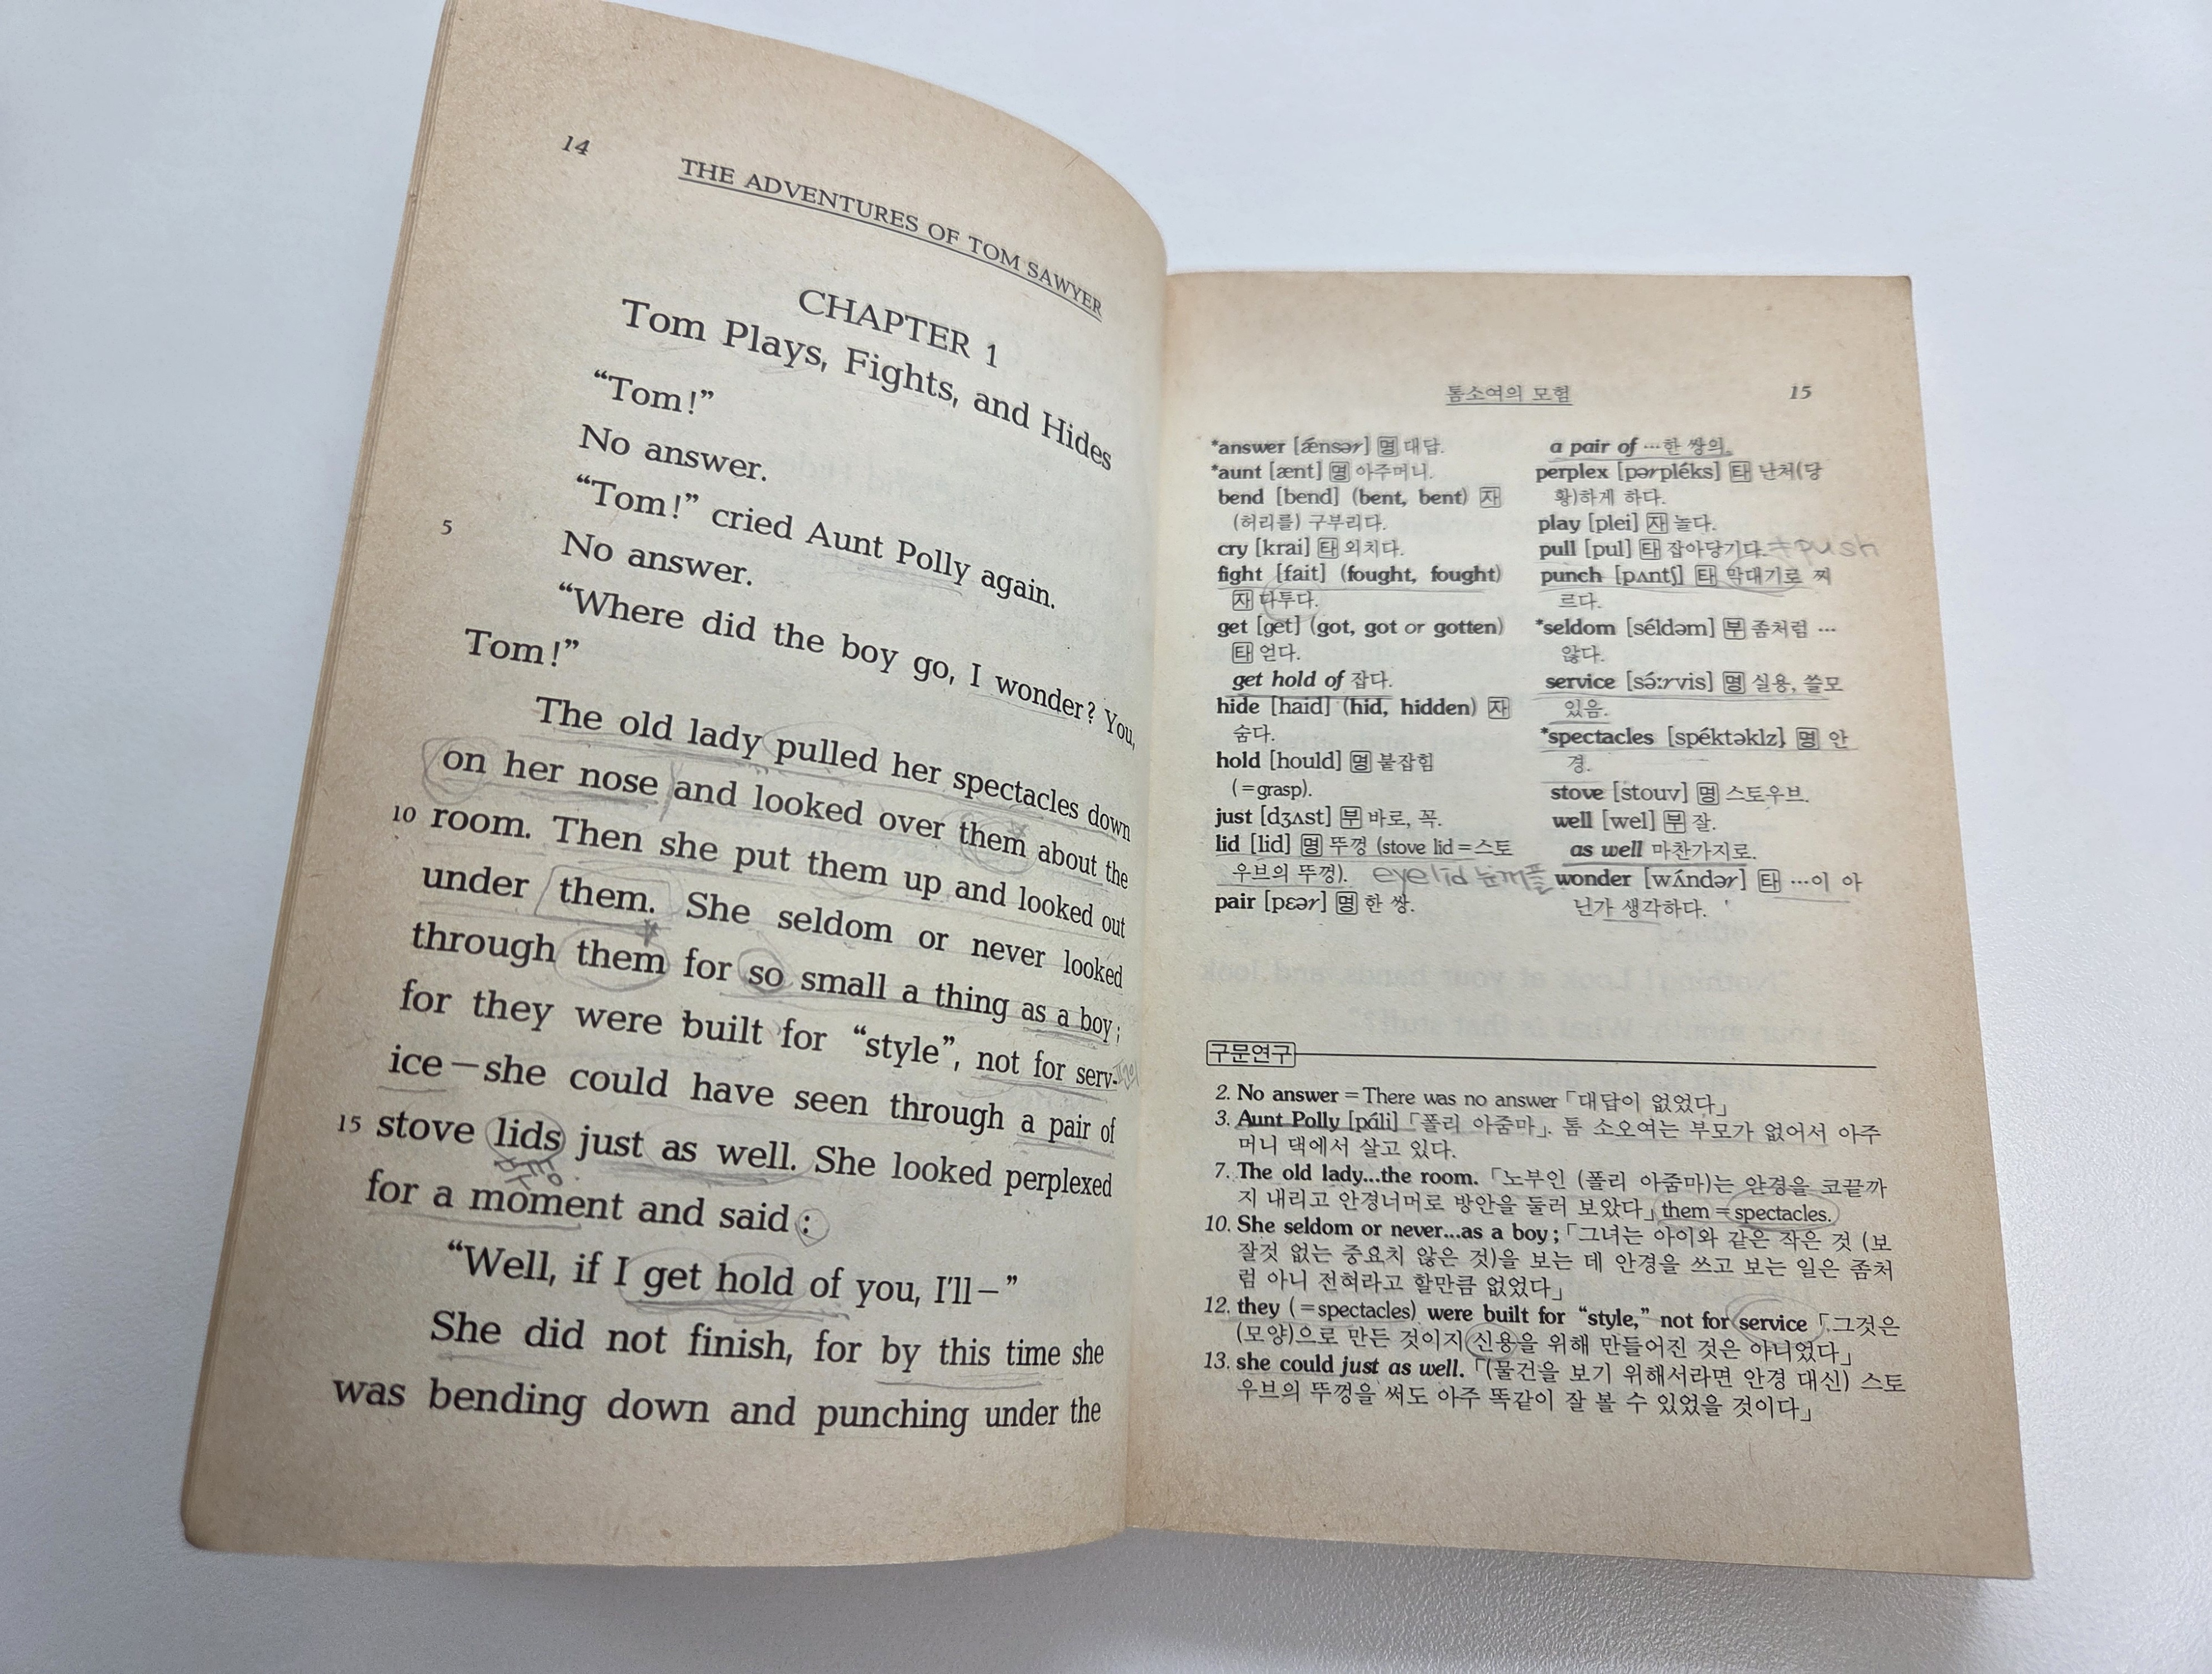 14
THE ADVENTURES OF TOM SAWYER
CHAPTER 1
Tom Plays, Fights, and Hides
“Tom!”
No answer.
“Tom!” cried Aunt Polly again.
5
No answer.
“Where did the boy go, I wonder? You,
Tom!”
The old lady pulled her spectacles down
on her nose and looked over them about the
10 room. Then she put them up and looked out
under them. She seldom or never looked
through them for so small a thing as a boy;
for they were built for “style”, not for serv-
ice—she could have seen through a pair of
15 stove lids just as well. She looked perplexed
뚜껑
for a moment and said:
“Well, if I get hold of you, I'll—”
She did not finish, for by this time she
was bending down and punching under the
톰소여의 모험 15
*answer [ǽnsər] 명 대답.
*aunt [ænt] 명 아주머니.
bend [bend] (bent, bent) 자
(허리를) 구부리다.
cry [krai] 타 외치다.
fight [fait] (fought, fought)
자 다투다.
get [get] (got, got or gotten)
타 얻다.
get hold of 잡다.
hide [haid] (hid, hidden) 자
숨다.
hold [hould] 명 붙잡힘
(=grasp).
just [dʒʌst] 부 바로, 꼭.
lid [lid] 명 뚜껑 (stove lid=스토
우브의 뚜껑). eyelid 눈꺼풀
pair [pɛər] 명 한 쌍.
a pair of …한 쌍의.
perplex [pərpléks] 타 난처(당
황)하게 하다.
play [plei] 자 놀다.
pull [pul] 타 잡아당기다.≠push
punch [pʌntʃ] 타 막대기로 찌
르다.
*seldom [séldəm] 부 좀처럼 …
않다.
service [sə́ːrvis] 명 실용, 쓸모
있음.
*spectacles [spéktəklz] 명 안
경.
stove [stouv] 명 스토우브.
well [wel] 부 잘.
as well 마찬가지로.
wonder [wʌ́ndər] 타 …이 아
닌가 생각하다.
구문연구
2. No answer=There was no answer「대답이 없었다」
3. Aunt Polly [páli]「폴리 아줌마」. 톰 소오여는 부모가 없어서 아주
머니 댁에서 살고 있다.
7. The old lady...the room.「노부인 (폴리 아줌마)는 안경을 코끝까
지 내리고 안경너머로 방안을 둘러 보았다」them=spectacles.
10. She seldom or never...as a boy;「그녀는 아이와 같은 작은 것 (보
잘것 없는 중요치 않은 것)을 보는 데 안경을 쓰고 보는 일은 좀처
럼 아니 전혀라고 할만큼 없었다」
12. they (=spectacles) were built for “style,” not for service「그것은
(모양)으로 만든 것이지 신용을 위해 만들어진 것은 아니었다」
13. she could just as well.「(물건을 보기 위해서라면 안경 대신) 스토
우브의 뚜껑을 써도 아주 똑같이 잘 볼 수 있었을 것이다」